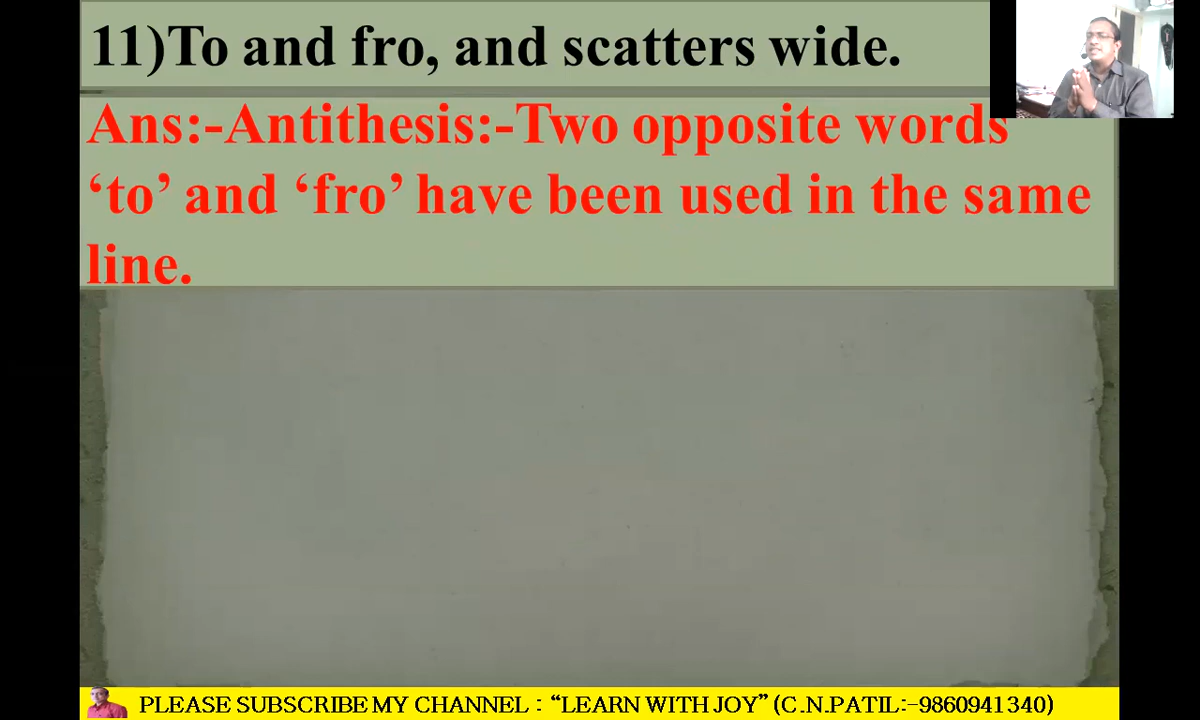 11)To and fro, and scatters wide.
Ans:-Antithesis:-Two opposite words
‘to’ and ‘fro’ have been used in the same
line.
PLEASE SUBSCRIBE MY CHANNEL : “LEARN WITH JOY” (C.N.PATIL:-9860941340)